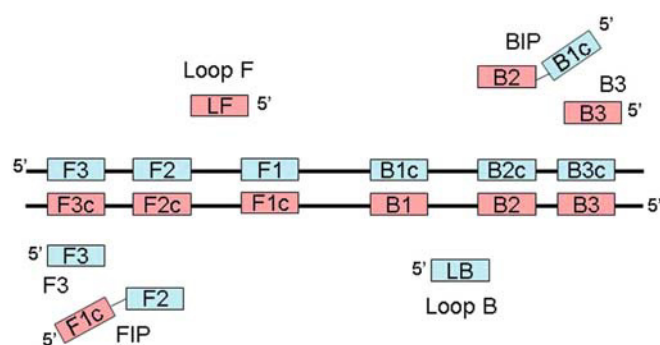 BIP
5'
B1c
B2
Loop F
LF 5'
B3
B3 5'
5' F3 F2 F1 B1c B2c B3c
F3c F2c F1c B1 B2 B3 5'
5' F3
F3
5' LB
Loop B
F2
F1c
5'
FIP